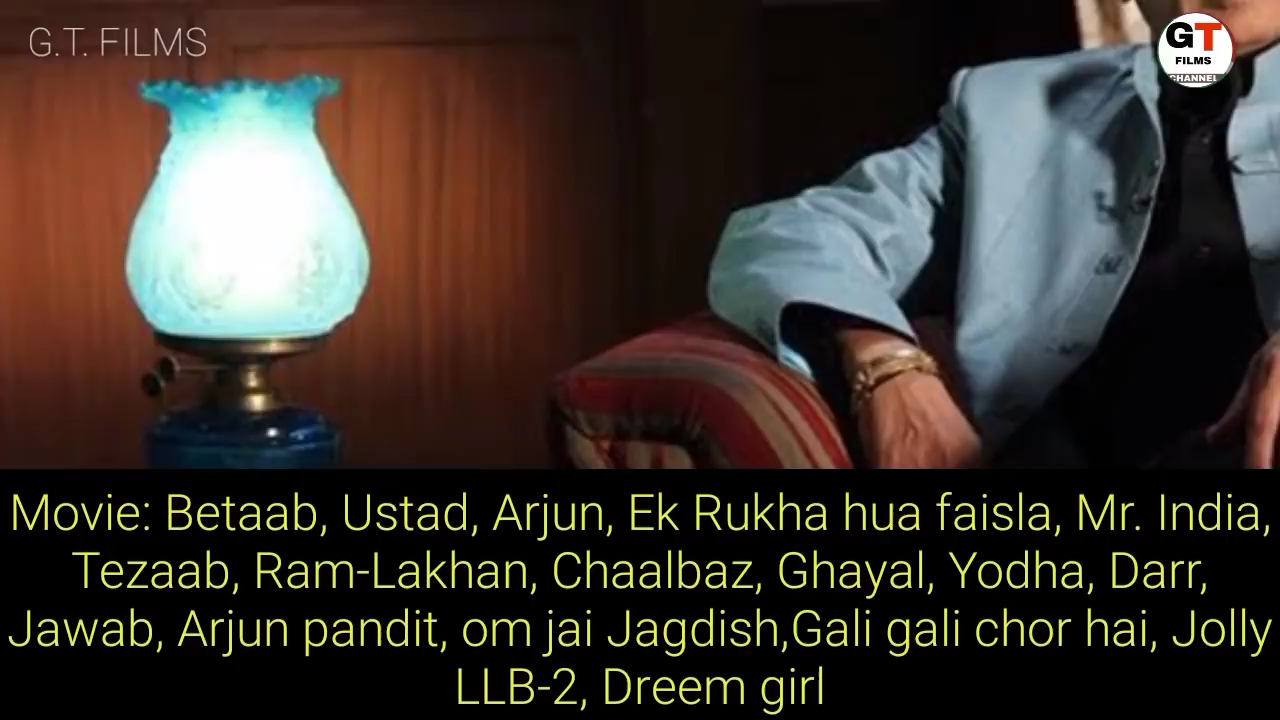 G.T. FILMS
GT
FILMS
CHANNEL
Movie: Betaab, Ustad, Arjun, Ek Rukha hua faisla, Mr. India,
Tezaab, Ram-Lakhan, Chaalbaz, Ghayal, Yodha, Darr,
Jawab, Arjun pandit, om jai Jagdish,Gali gali chor hai, Jolly
LLB-2, Dreem girl